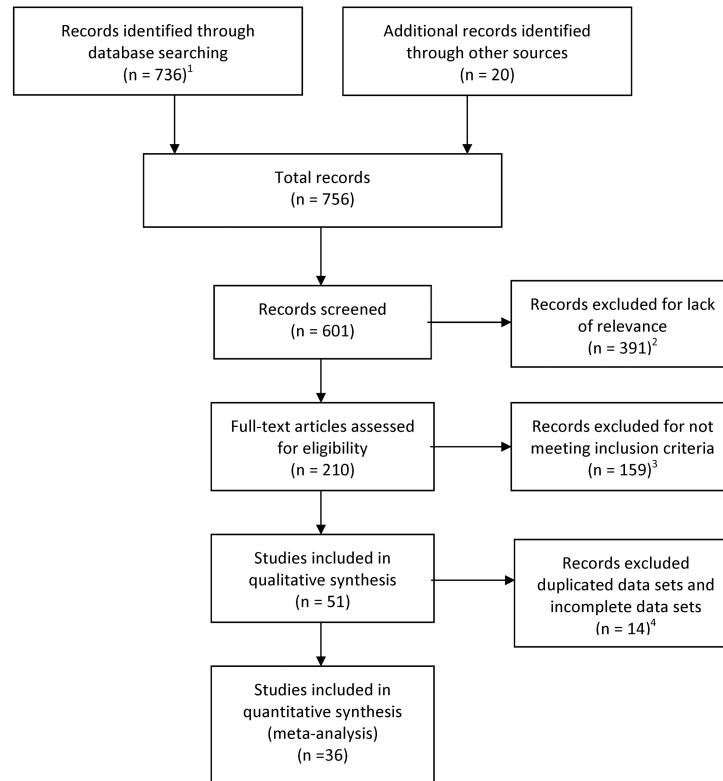 Records identified through
database searching
(n = 736)1
Additional records identified
through other sources
(n = 20)
Total records
(n = 756)
Records screened
(n = 601)
Records excluded for lack
of relevance
(n = 391)2
Full-text articles assessed
for eligibility
(n = 210)
Records excluded for not
meeting inclusion criteria
(n = 159)3
Studies included in
qualitative synthesis
(n = 51)
Records excluded
duplicated data sets and
incomplete data sets
(n = 14)4
Studies included in
quantitative synthesis
(meta-analysis)
(n =36)